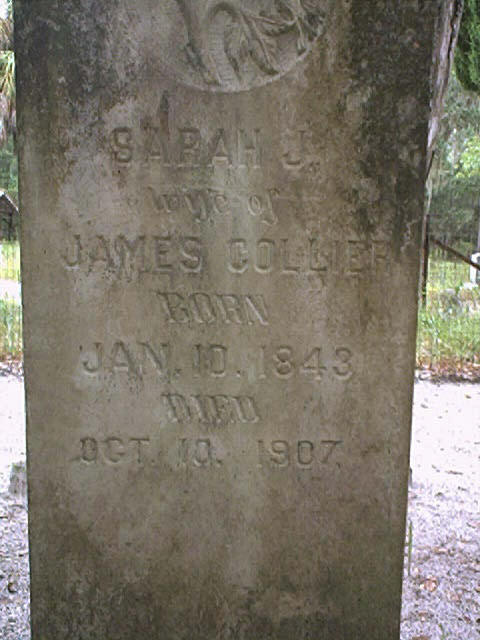 SARAH J.
wife of
JAMES COLLIER
BORN
JAN. 10. 1843
DIED
OCT. 10. 1907.